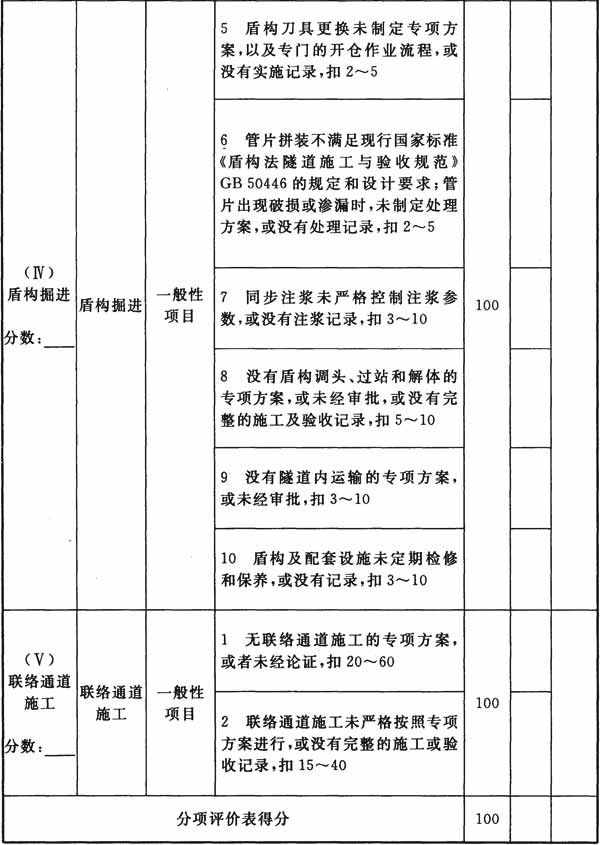 5 盾构刀具更换未制定专项方
案,以及专门的开仓作业流程,或
没有实施记录,扣2～5
6 管片拼装不满足现行国家标准
《盾构法隧道施工与验收规范》
GB 50446的规定和设计要求;管
片出现破损或渗漏时,未制定处理
方案,或没有处理记录,扣2～5
(Ⅳ)
盾构掘进
分数:___
盾构掘进
一般性
项目
7 同步注浆未严格控制注浆参
数,或没有注浆记录,扣3～10
100
8 没有盾构调头、过站和解体的
专项方案,或未经审批,或没有完
整的施工及验收记录,扣5～10
9 没有隧道内运输的专项方案,
或未经审批,扣3～10
10 盾构及配套设施未定期检修
和保养,或没有记录,扣3～10
(Ⅴ)
联络通道
施工
分数:___
联络通道
施工
一般性
项目
1 无联络通道施工的专项方案,
或者未经论证,扣20～60
2 联络通道施工未严格按照专项
方案进行,或没有完整的施工或验
收记录,扣15～40
100
分项评价表得分
100